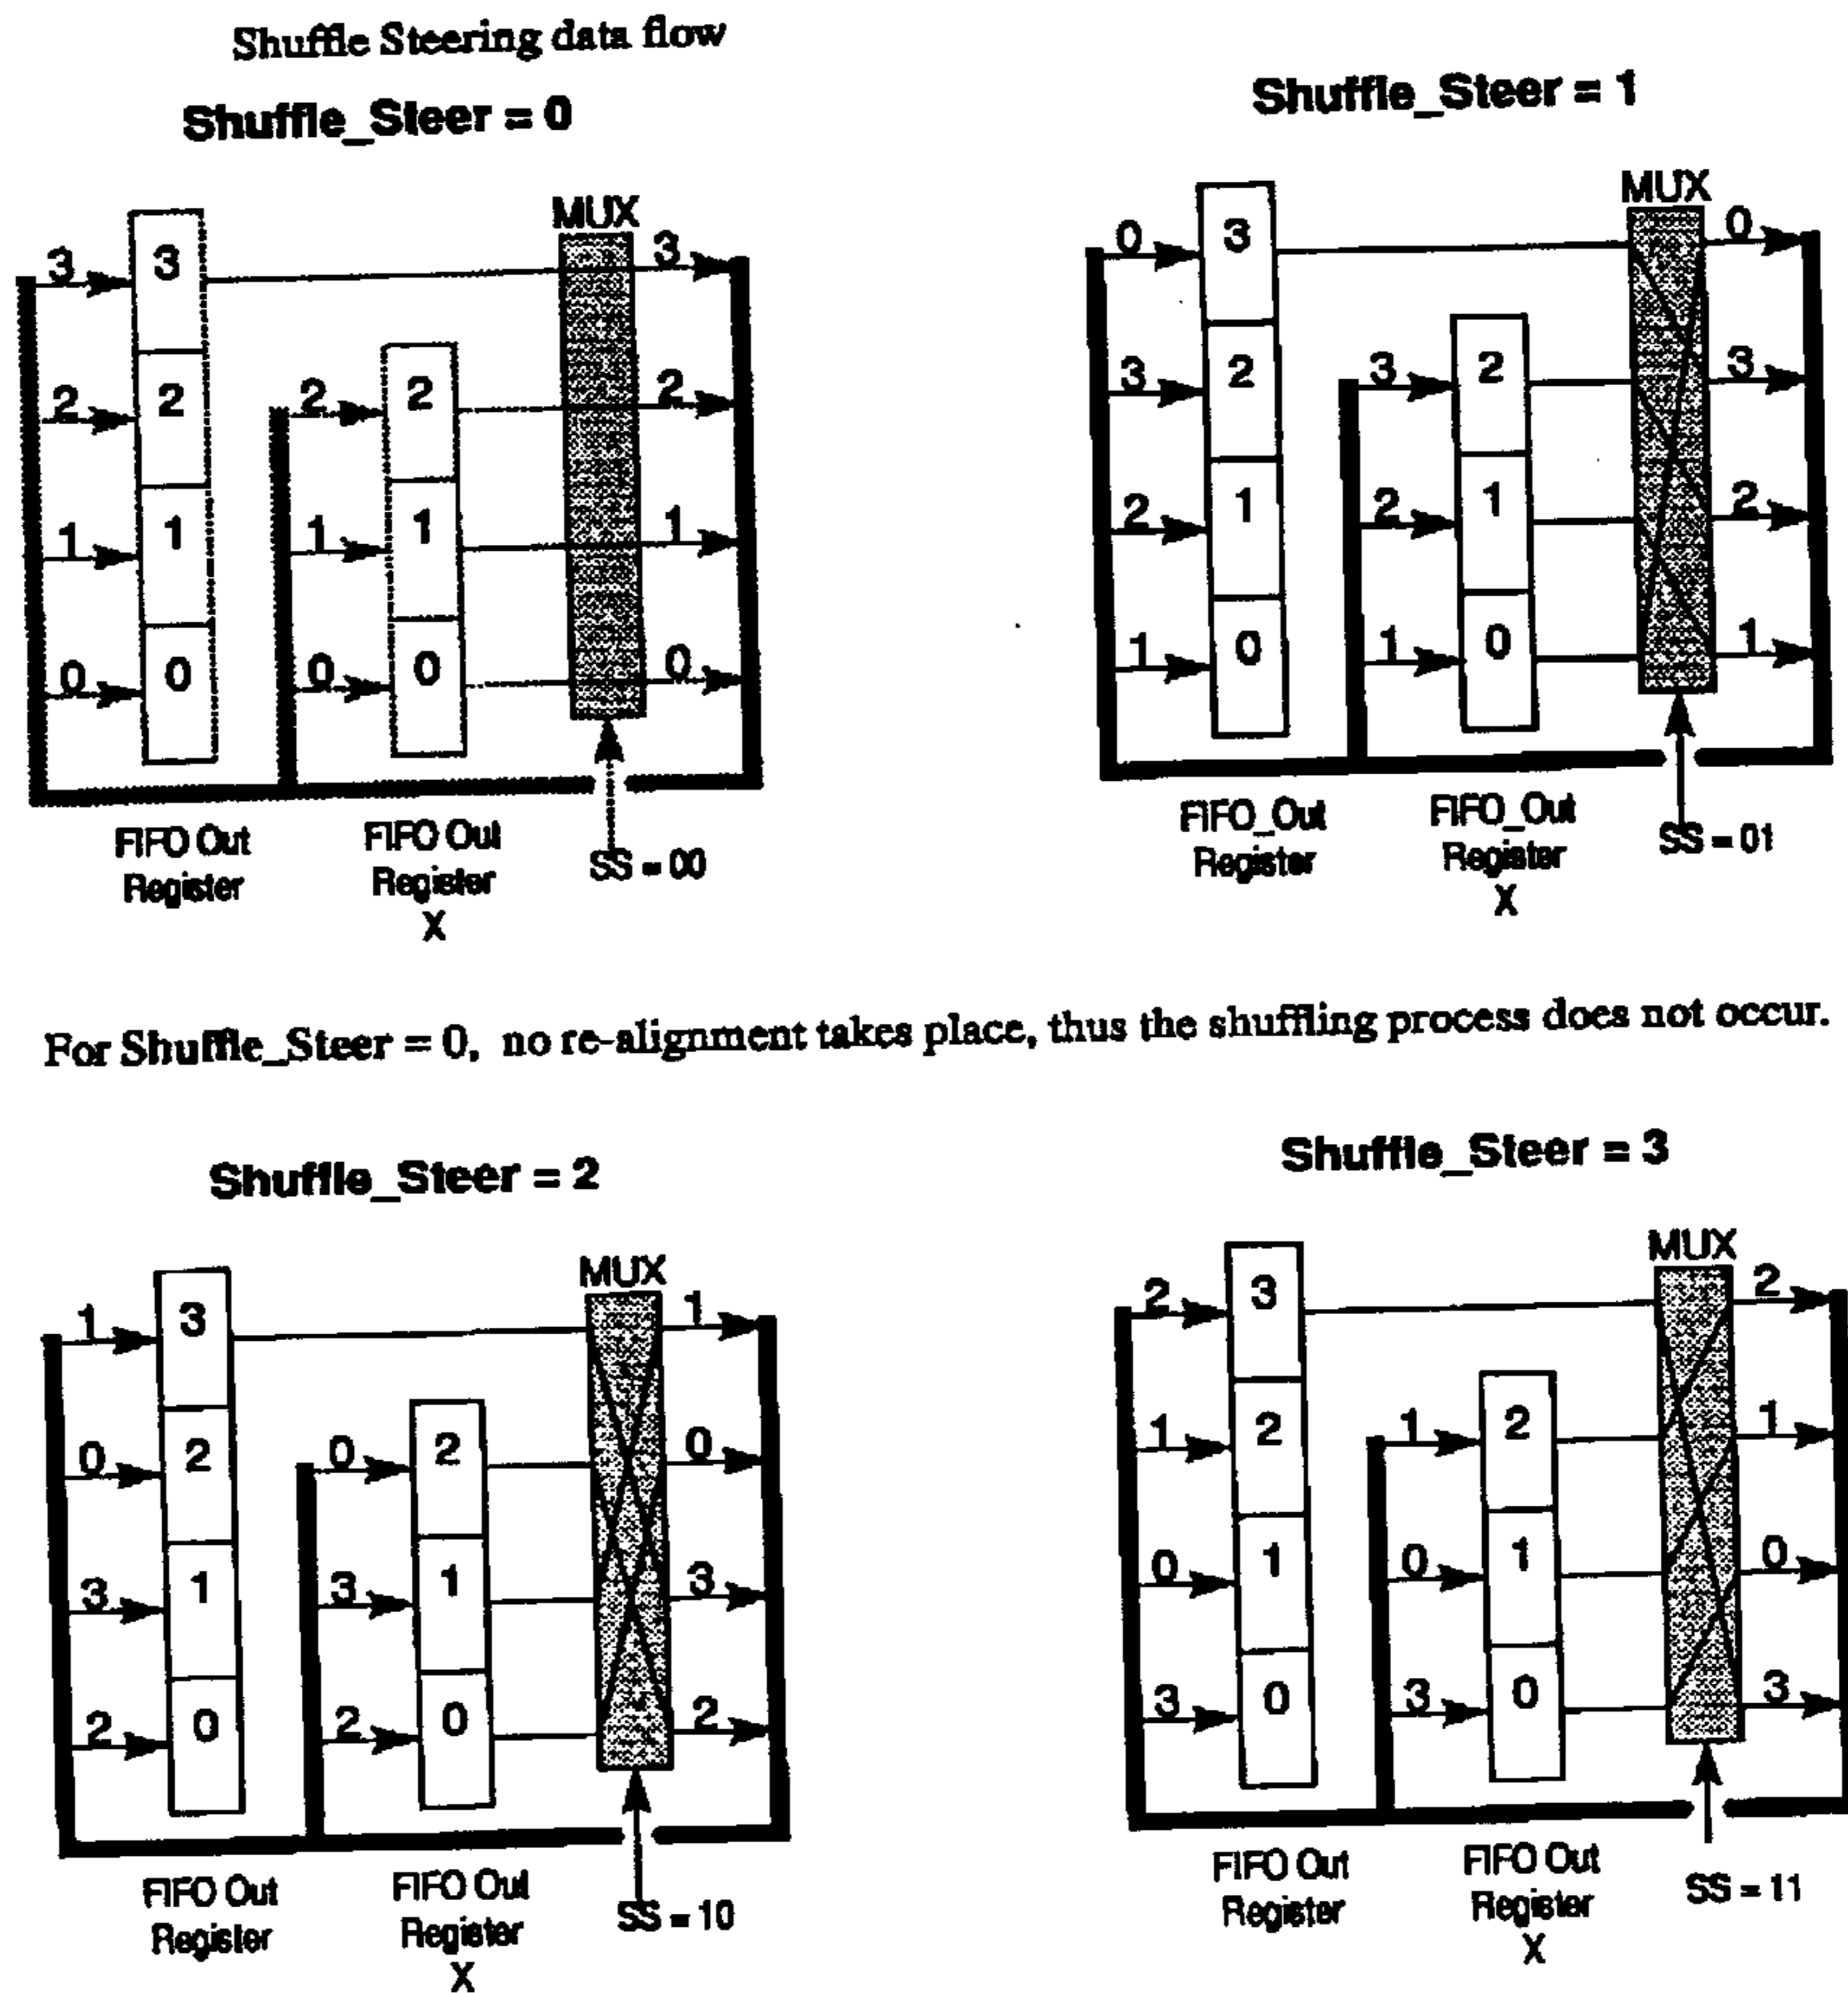 Shuffle Steering data flow
Shuffle_Steer = 0
MUX
3
3
3
2
2
2
2
2
1
1
1
1
1
0
0
0
0
0
FIFO Out
Register
FIFO Out
Register
X
SS = 00
Shuffle_Steer = 1
MUX
0
3
0
3
2
3
2
3
2
1
2
1
2
1
0
1
0
1
FIFO_Out
Register
FIFO_Out
Register
X
SS = 01
For Shuffle_Steer = 0, no re-alignment takes place, thus the shuffling process does not occur.
Shuffle_Steer = 2
MUX
1
3
1
0
2
0
2
0
3
1
3
1
3
2
0
2
0
2
FIFO Out
Register
FIFO Out
Register
X
SS = 10
Shuffle_Steer = 3
MUX
2
3
2
1
2
1
2
1
0
1
0
1
0
3
0
3
0
3
FIFO Out
Register
FIFO Out
Register
X
SS = 11